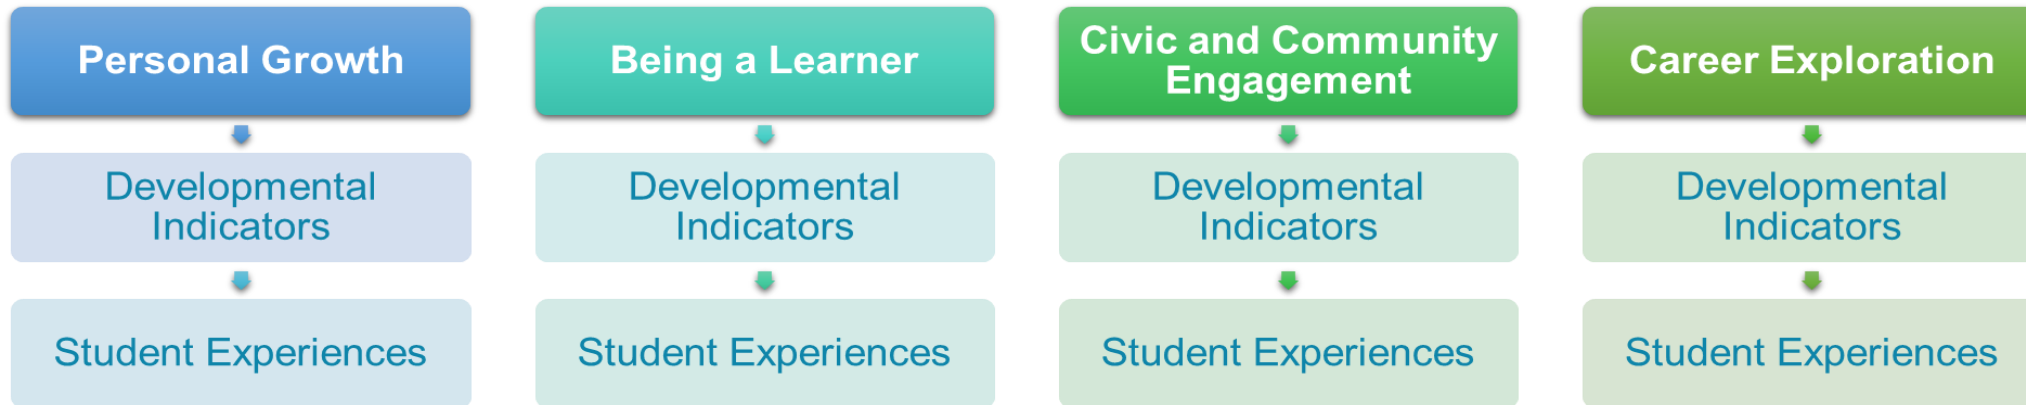 Personal Growth
Developmental
Indicators
Student Experiences
Being a Learner
Developmental
Indicators
Student Experiences
Civic and Community
Engagement
Developmental
Indicators
Student Experiences
Career Exploration
Developmental
Indicators
Student Experiences